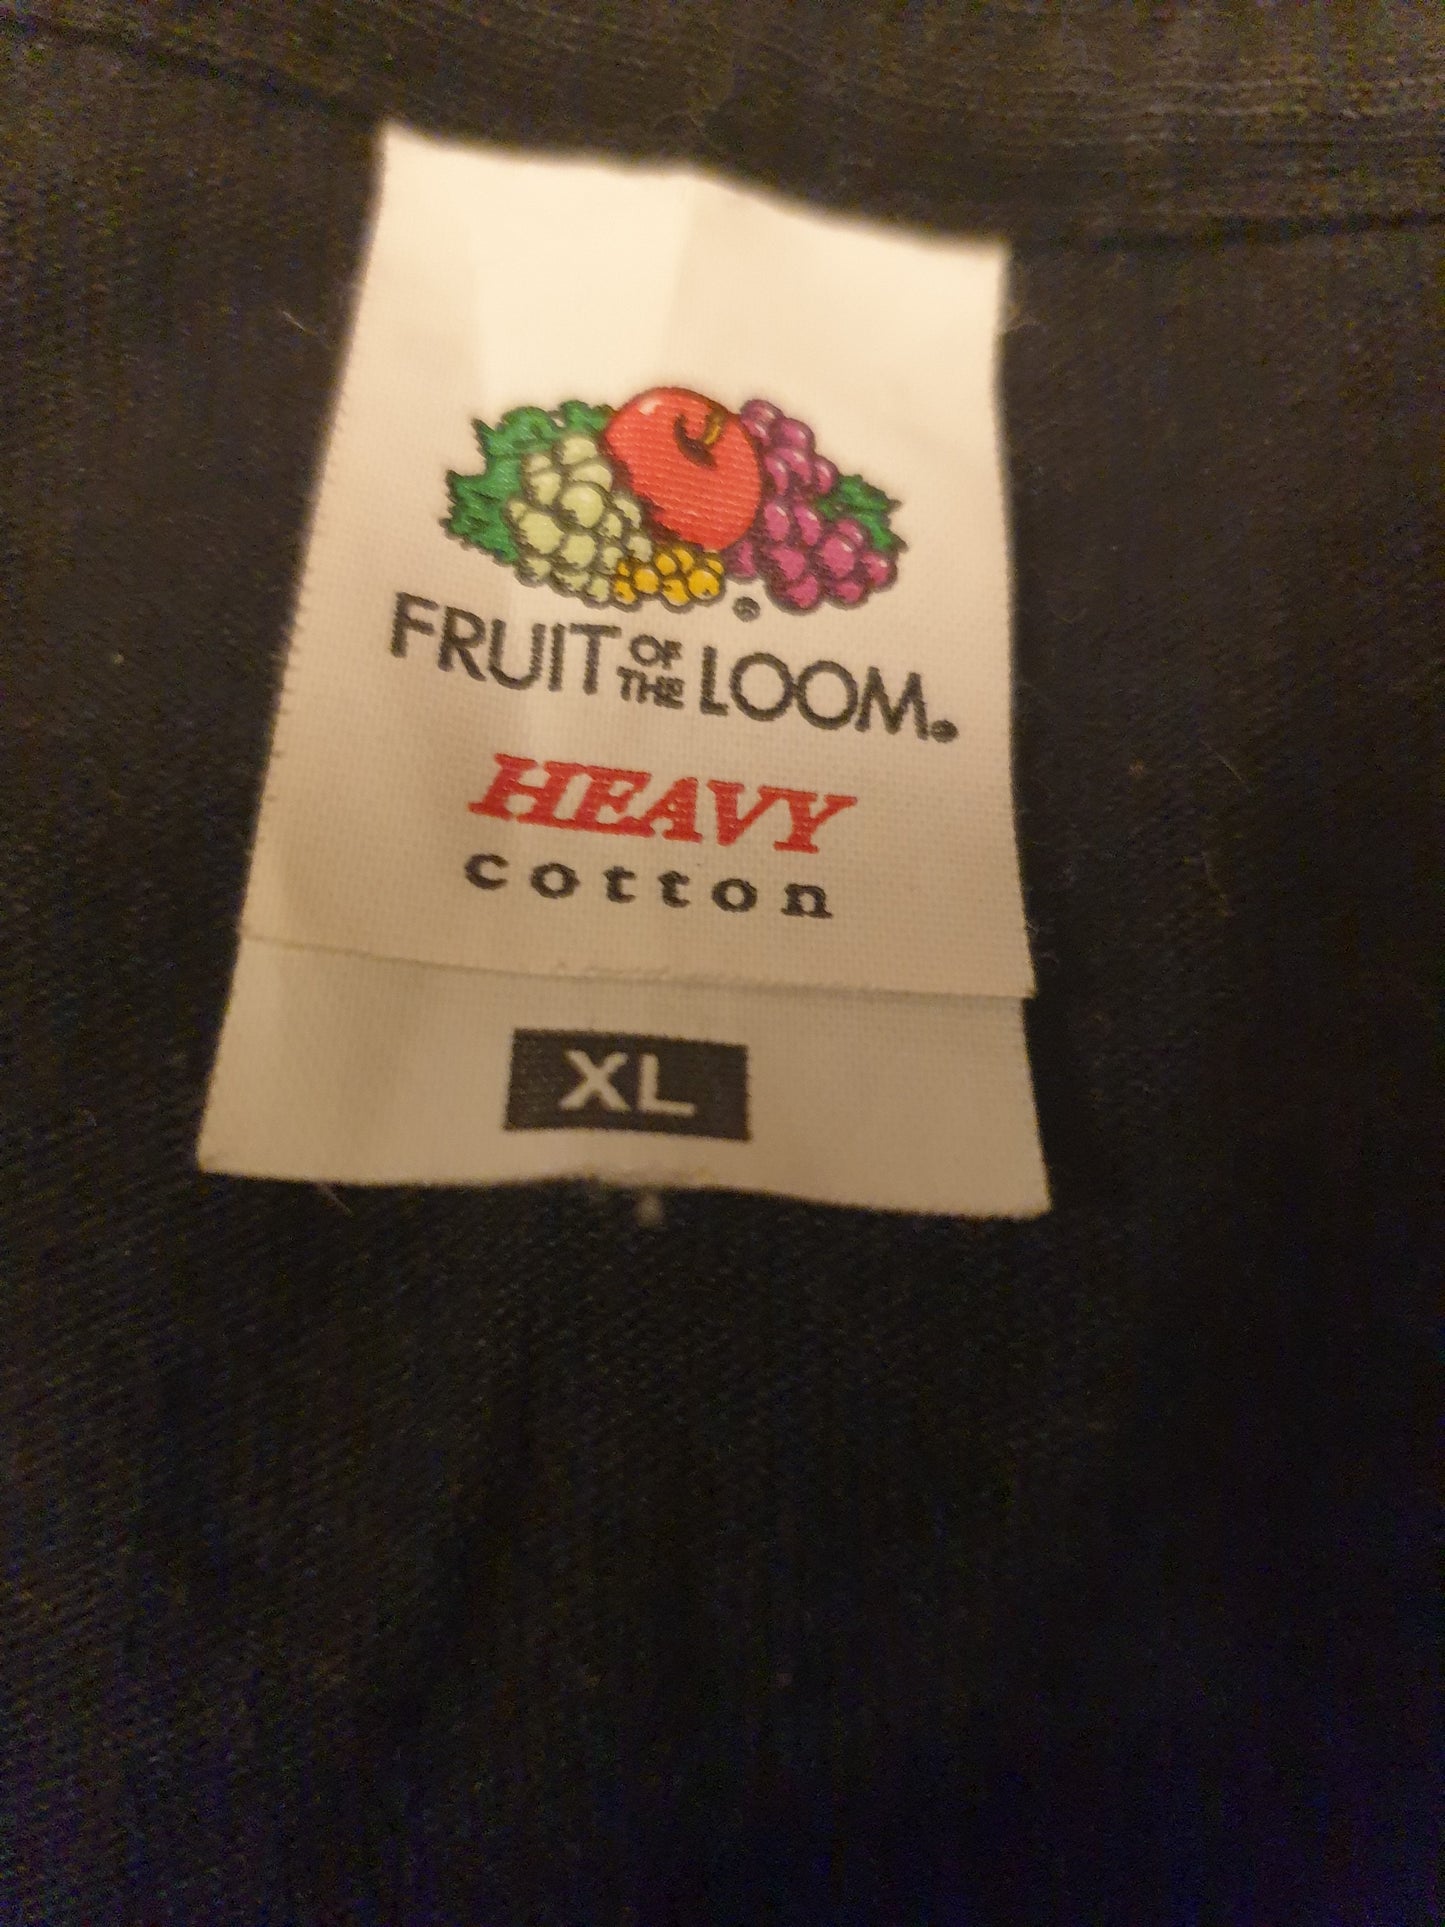 ®
FRUIT OF THE LOOM®
HEAVY
cotton
XL